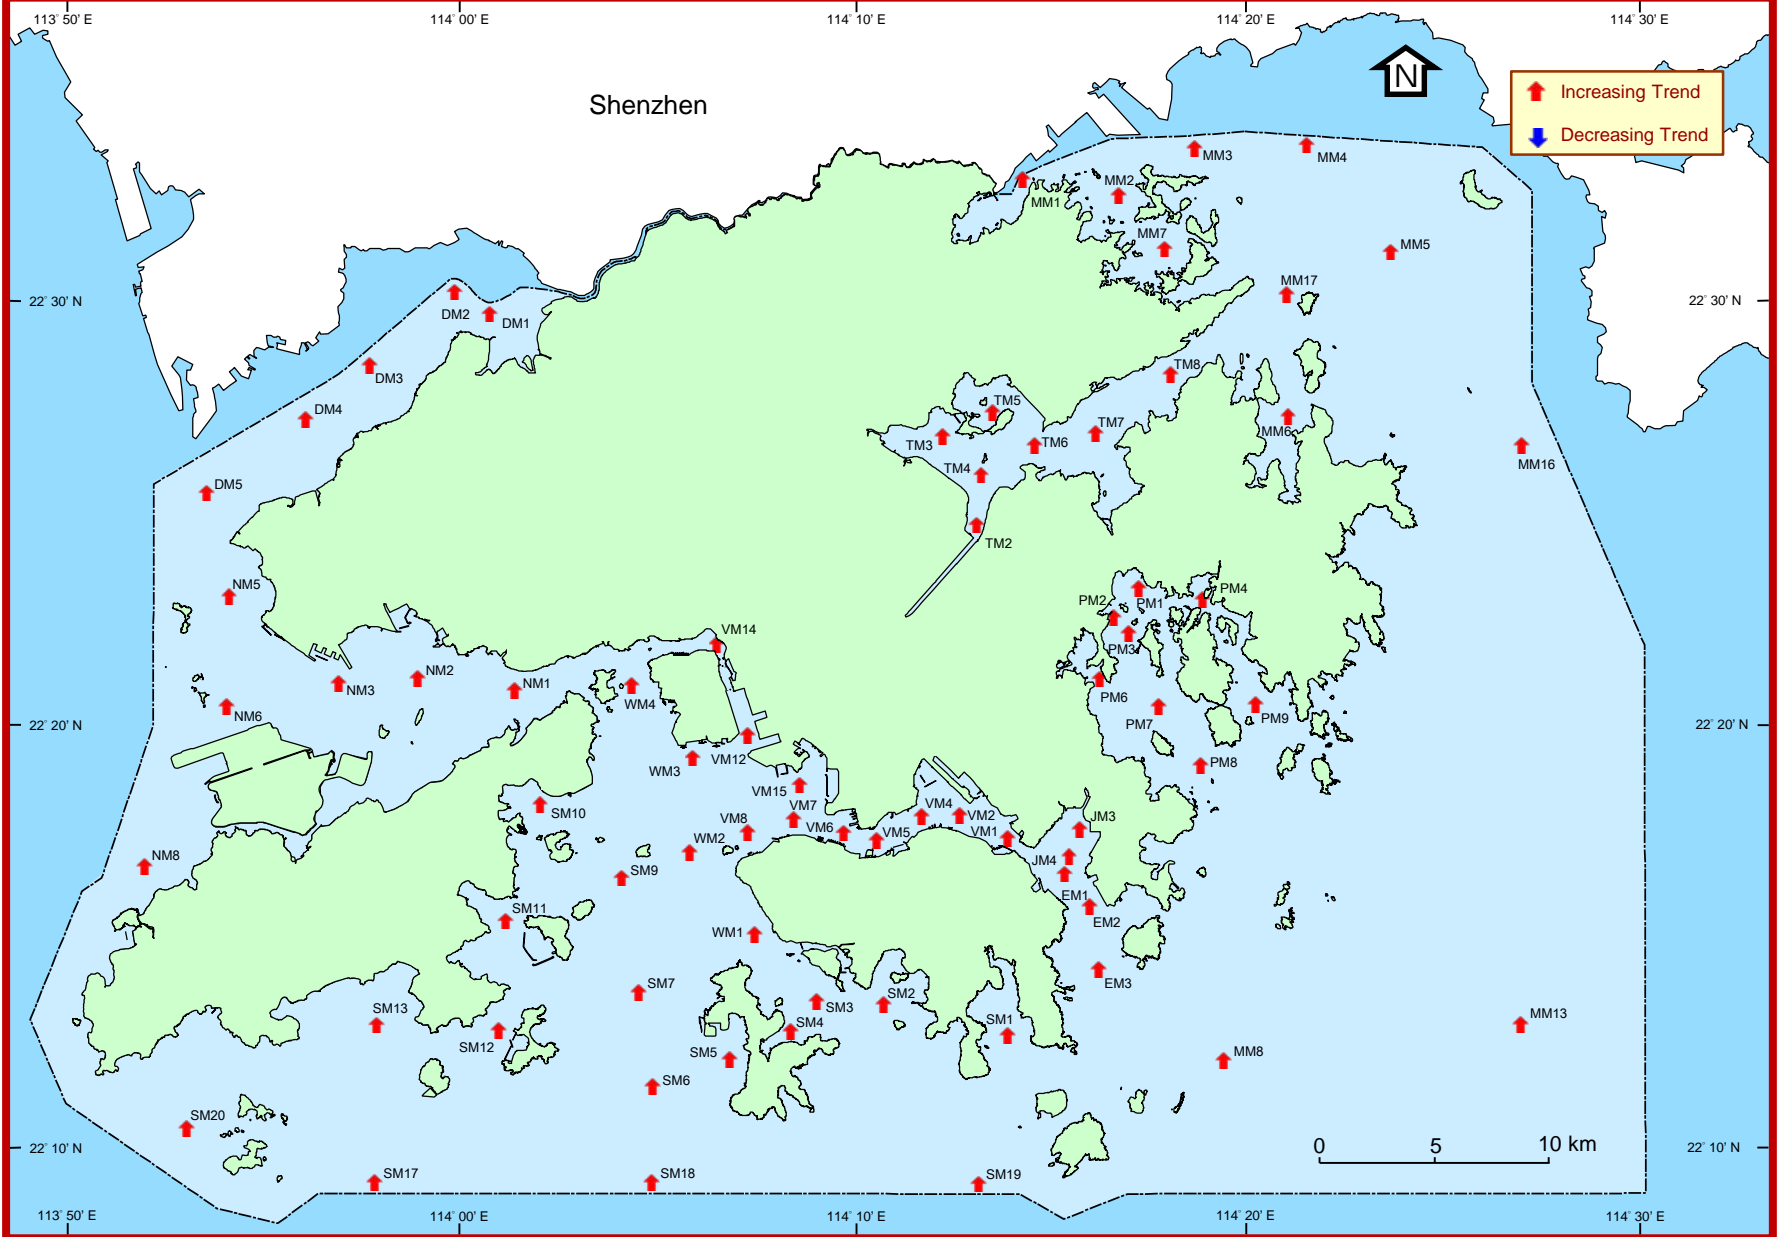 113° 50' E
114° 00' E
114° 10' E
114° 20' E
114° 30' E
N
Shenzhen
Increasing Trend
Decreasing Trend
MM3
MM4
MM1
MM2
MM7
MM5
MM17
22° 30' N
22° 30' N
DM2
DM1
DM3
TM8
DM4
TM5
TM7
MM6
TM3
TM6
MM16
TM4
DM5
TM2
NM5
PM4
PM2
PM1
VM14
PM3
NM2
NM3
NM1
WM4
PM6
NM6
PM7
PM9
22° 20' N
22° 20' N
WM3
VM12
PM8
VM15
SM10
VM7
VM4
VM2
JM3
VM8
VM6
VM5
VM1
WM2
NM8
JM4
SM9
EM1
SM11
EM2
WM1
EM3
SM7
SM3
SM2
SM13
SM4
SM1
MM13
SM12
SM5
MM8
SM6
SM20
22° 10' N
0
5
10 km
22° 10' N
SM17
SM18
SM19
113° 50' E
114° 00' E
114° 10' E
114° 20' E
114° 30' E